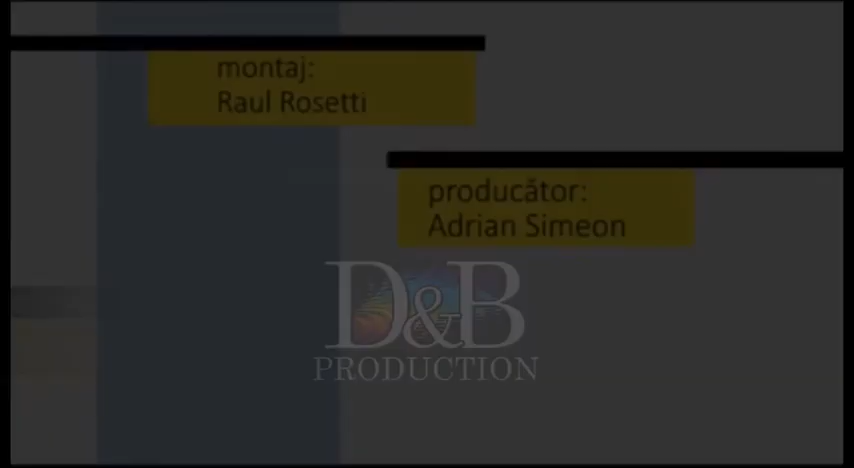 montaj:
Raul Rosetti
producător:
Adrian Simeon
D&B
PRODUCTION